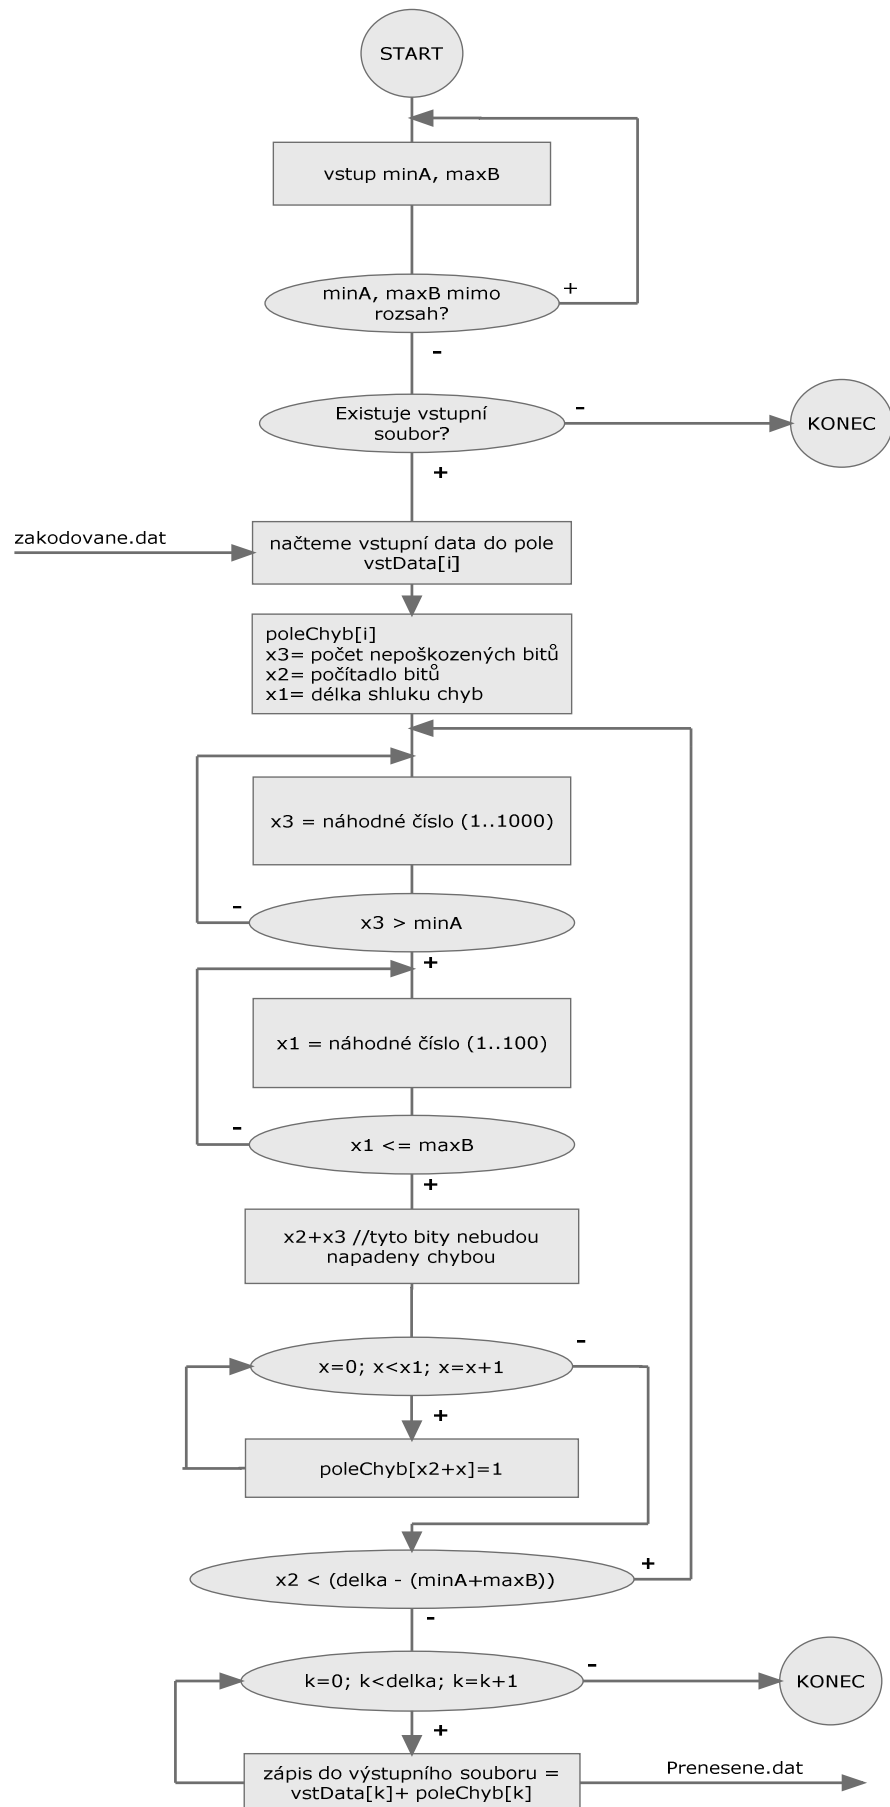 START
vstup minA, maxB
minA, maxB mimo
rozsah?
+
-
Existuje vstupní
soubor?
-
KONEC
+
zakodovane.dat
načteme vstupní data do pole
vstData[i]
poleChyb[i]
x3= počet nepoškozených bitů
x2= počítadlo bitů
x1= délka shluku chyb
x3 = náhodné číslo (1..1000)
-
x3 > minA
+
x1 = náhodné číslo (1..100)
-
x1 <= maxB
+
x2+x3 //tyto bity nebudou
napadeny chybou
-
x=0; x<x1; x=x+1
+
poleChyb[x2+x]=1
x2 < (delka - (minA+maxB))
+
-
k=0; k<delka; k=k+1
-
KONEC
+
zápis do výstupního souboru =
vstData[k]+ poleChyb[k]
Prenesene.dat